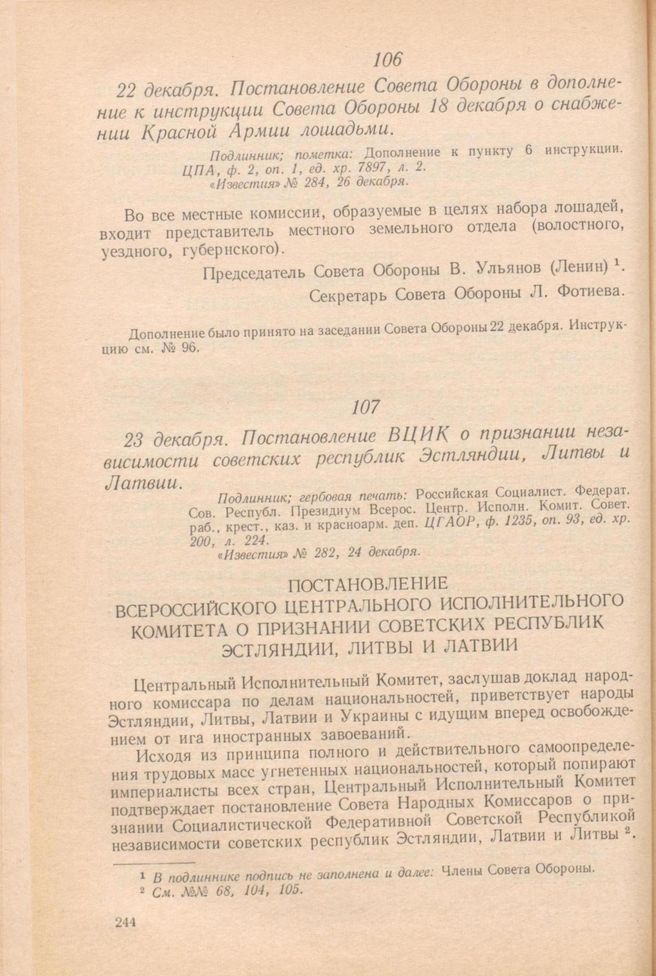 106
22 декабря. Постановление Совета Обороны в дополне-
ние к инструкции Совета Обороны 18 декабря о снабже-
нии Красной Армии лошадьми.
Подлинник; пометка: Дополнение к пункту 6 инструкции.
ЦПА, ф. 2, оп. 1, ед. хр. 7897, л. 2.
«Известия» № 284, 26 декабря.
Во все местные комиссии, образуемые в целях набора лошадей,
входит представитель местного земельного отдела (волостного,
уездного, губернского).
Председатель Совета Обороны В. Ульянов (Ленин) ¹.
Секретарь Совета Обороны Л. Фотиева.
Дополнение было принято на заседании Совета Обороны 22 декабря. Инструк-
цию см. № 96.
107
23 декабря. Постановление ВЦИК о признании неза-
висимости советских республик Эстляндии, Литвы и
Латвии.
Подлинник; гербовая печать: Российская Социалист. Федерат.
Сов. Республ. Президиум Всерос. Центр. Исполн. Комит. Совет.
раб., крест., каз. и красноарм. деп. ЦГАОР, ф. 1235, оп. 93, ед. хр.
200, л. 224.
«Известия» № 282, 24 декабря.
ПОСТАНОВЛЕНИЕ
ВСЕРОССИЙСКОГО ЦЕНТРАЛЬНОГО ИСПОЛНИТЕЛЬНОГО
КОМИТЕТА О ПРИЗНАНИИ СОВЕТСКИХ РЕСПУБЛИК
ЭСТЛЯНДИИ, ЛИТВЫ И ЛАТВИИ
Центральный Исполнительный Комитет, заслушав доклад народ-
ного комиссара по делам национальностей, приветствует народы
Эстляндии, Литвы, Латвии и Украины с идущим вперед освобожде-
нием от ига иностранных завоеваний.
Исходя из принципа полного и действительного самоопределе-
ния трудовых масс угнетенных национальностей, который попирают
империалисты всех стран, Центральный Исполнительный Комитет
подтверждает постановление Совета Народных Комиссаров о при-
знании Социалистической Федеративной Советской Республикой
независимости советских республик Эстляндии, Латвии и Литвы ².
¹ В подлиннике подпись не заполнена и далее: Члены Совета Обороны.
² См. №№ 68, 104, 105.
244